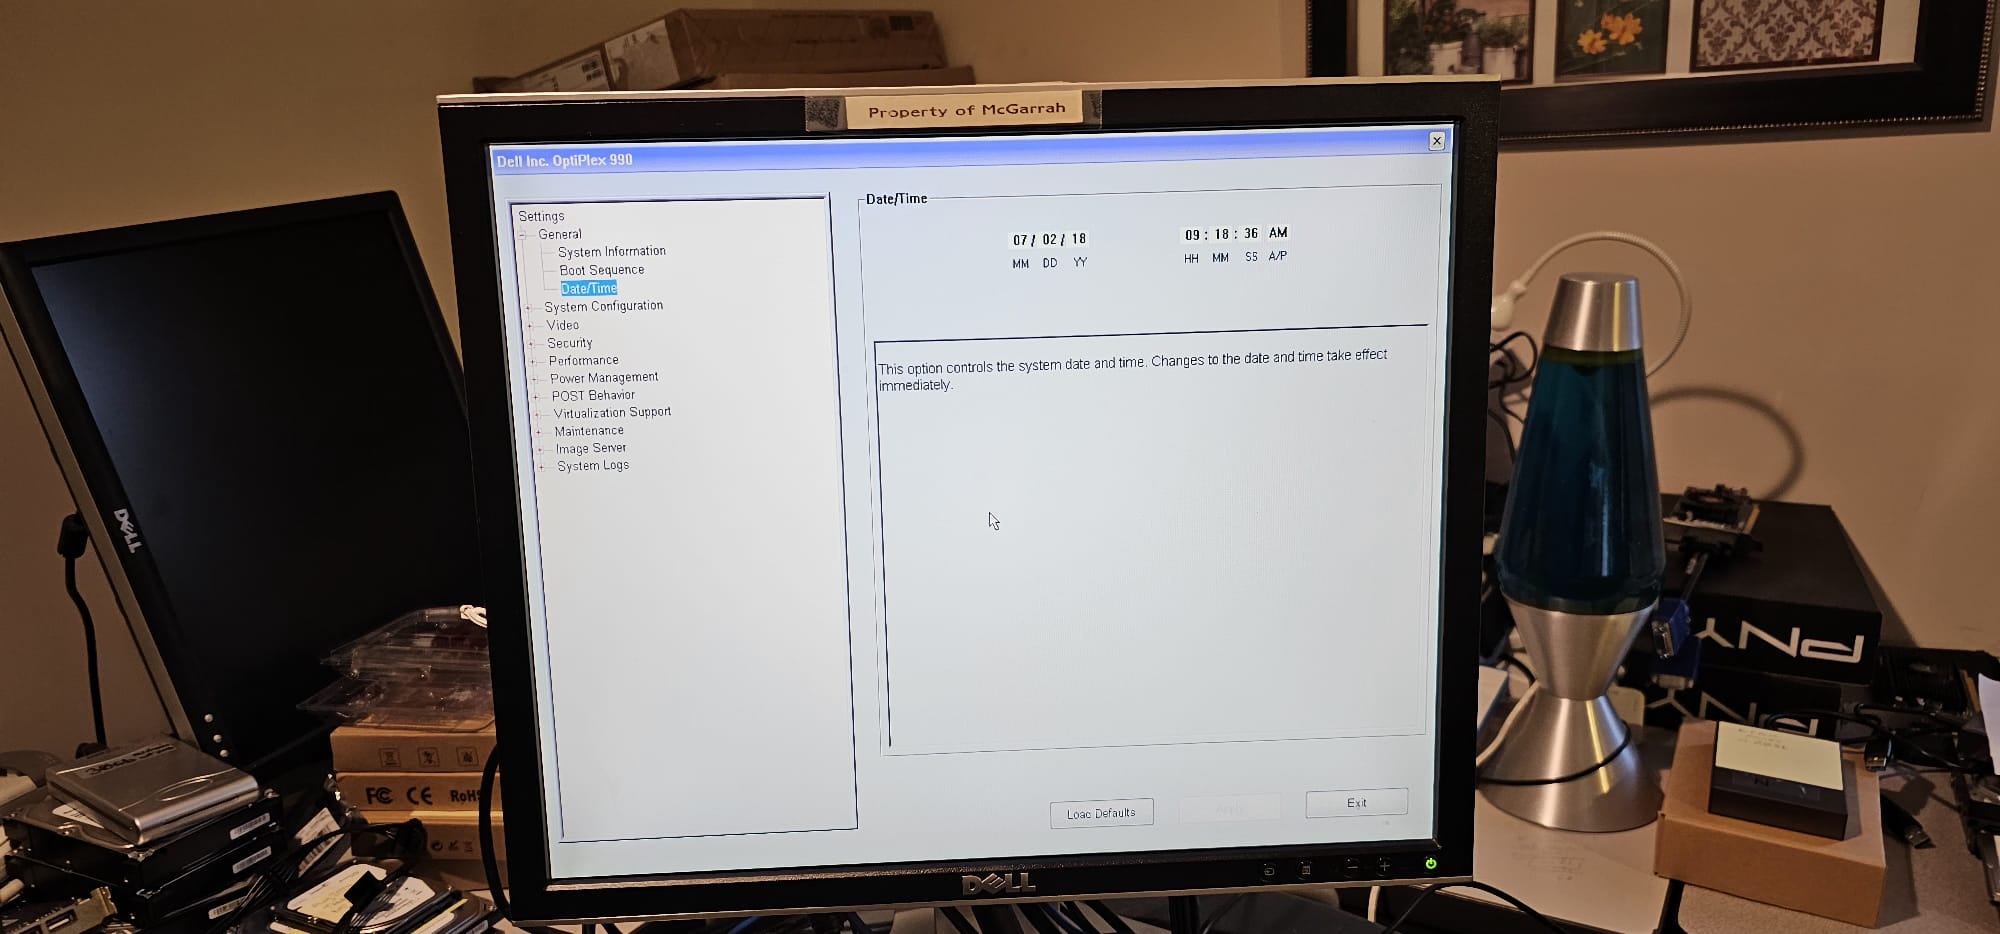 Property of McGarrah
Dell Inc. OptiPlex 990
Settings
General
System Information
Boot Sequence
Date/Time
System Configuration
Video
Security
Performance
Power Management
POST Behavior
Virtualization Support
Maintenance
Image Server
System Logs
Date/Time
07 / 02 / 18
MM DD YY
09 : 18 : 36 AM
HH MM SS A/P
This option controls the system date and time. Changes to the date and time take effect
immediately.
Load Defaults
Apply
Exit
DELL
DELL
FC CE RoHS
PNY
PNY